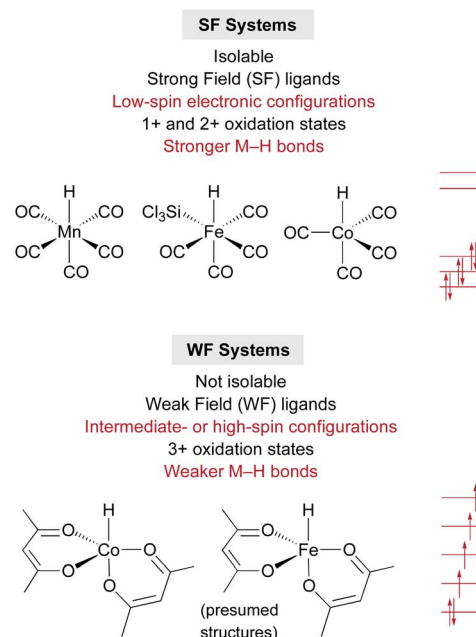 SF Systems
Isolable
Strong Field (SF) ligands
Low-spin electronic configurations
1+ and 2+ oxidation states
Stronger M–H bonds
H
OC CO
Mn
OC CO
CO
H
Cl3Si CO
Fe
OC CO
CO
H
CO
OC Co
CO
CO
WF Systems
Not isolable
Weak Field (WF) ligands
Intermediate- or high-spin configurations
3+ oxidation states
Weaker M–H bonds
H
O Co O
O O
H
O Fe O
O O
(presumed
structures)